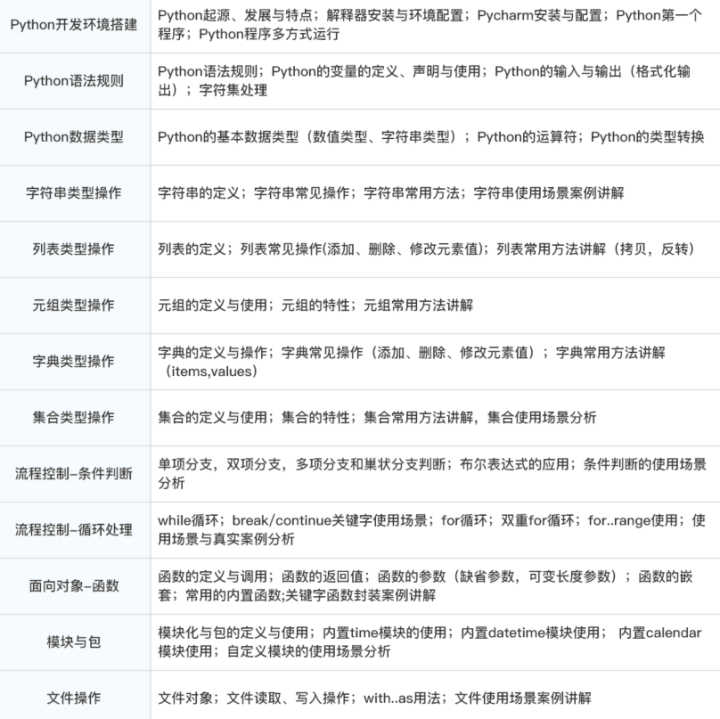 Python开发环境搭建
Python起源、发展与特点；解释器安装与环境配置；Pycharm安装与配置；Python第一个
程序；Python程序多方式运行
Python语法规则
Python语法规则；Python的变量的定义、声明与使用；Python的输入与输出（格式化输
出）；字符集处理
Python数据类型
Python的基本数据类型（数值类型、字符串类型）；Python的运算符；Python的类型转换
字符串类型操作
字符串的定义；字符串常见操作；字符串常用方法；字符串使用场景案例讲解
列表类型操作
列表的定义；列表常见操作(添加、删除、修改元素值)；列表常用方法讲解（拷贝，反转）
元组类型操作
元组的定义与使用；元组的特性；元组常用方法讲解
字典类型操作
字典的定义与操作；字典常见操作（添加、删除、修改元素值）；字典常用方法讲解
（items,values）
集合类型操作
集合的定义与使用；集合的特性；集合常用方法讲解，集合使用场景分析
流程控制-条件判断
单项分支，双项分支，多项分支和巢状分支判断；布尔表达式的应用；条件判断的使用场景
分析
流程控制-循环处理
while循环；break/continue关键字使用场景；for循环；双重for循环；for..range使用；使
用场景与真实案例分析
面向对象-函数
函数的定义与调用；函数的返回值；函数的参数（缺省参数，可变长度参数）；函数的嵌
套；常用的内置函数;关键字函数封装案例讲解
模块与包
模块化与包的定义与使用；内置time模块的使用；内置datetime模块使用； 内置calendar
模块使用；自定义模块的使用场景分析
文件操作
文件对象；文件读取、写入操作；with..as用法；文件使用场景案例讲解